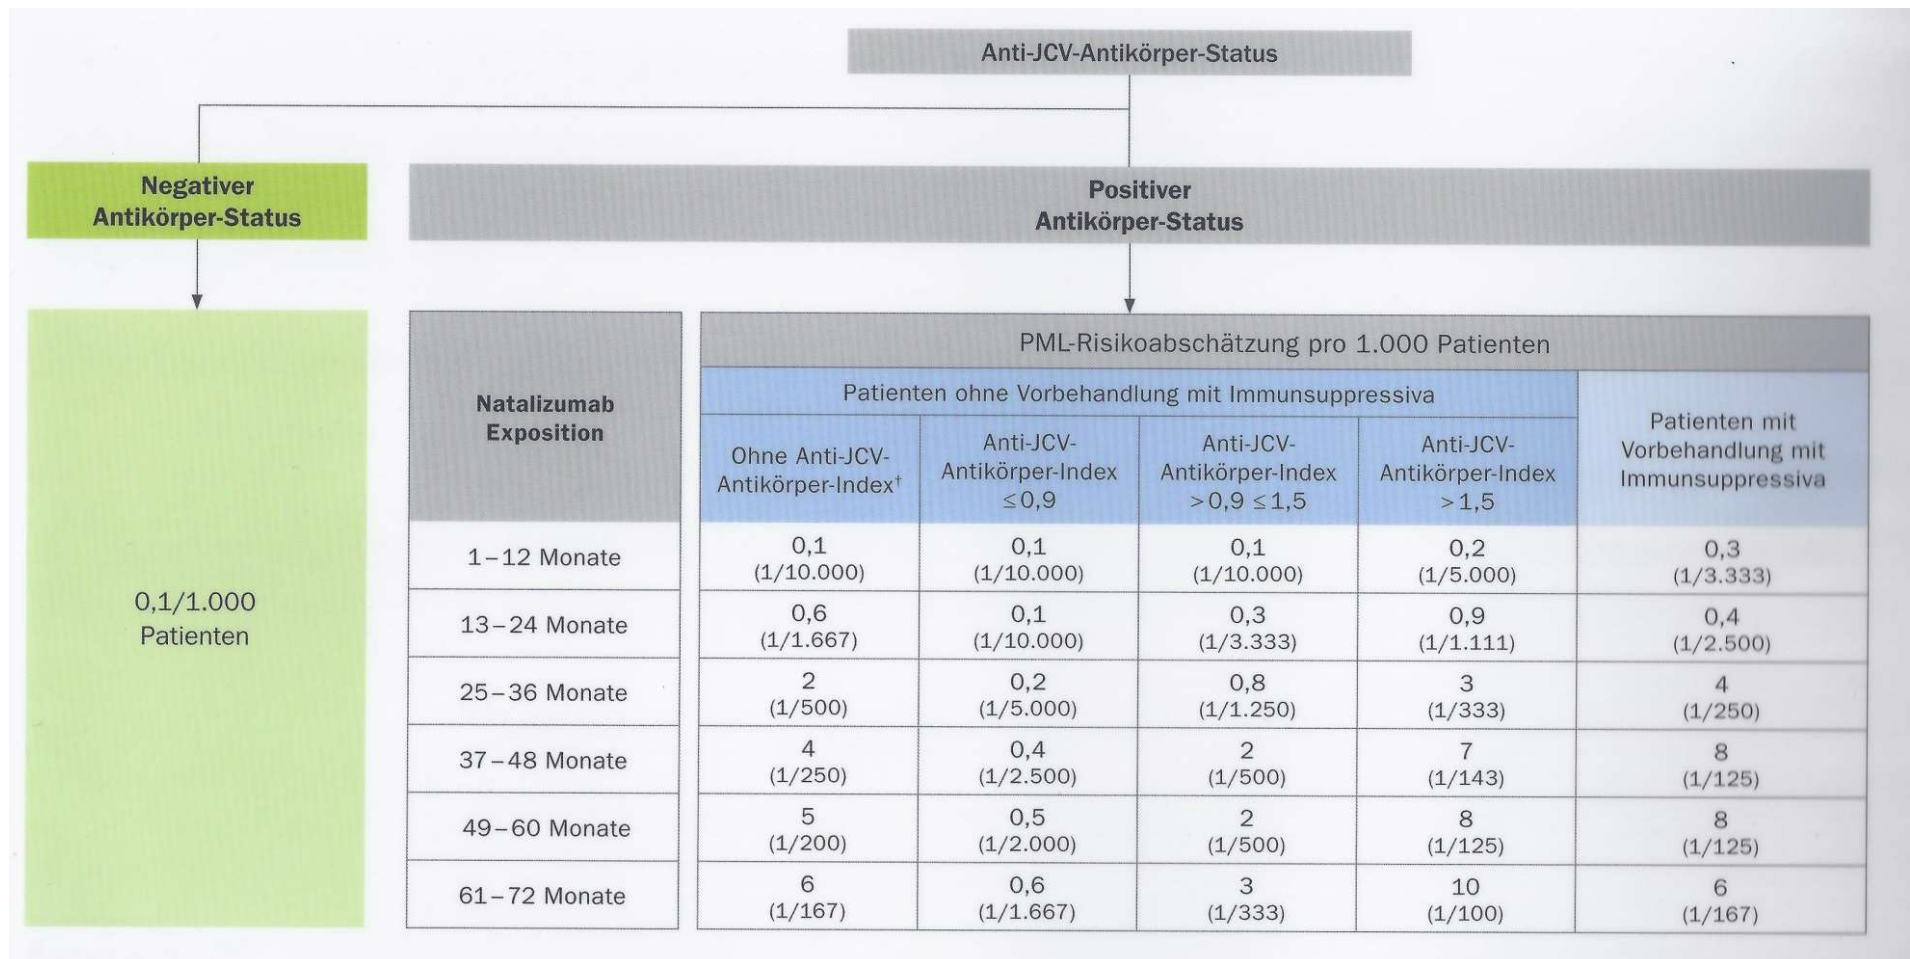 Anti-JCV-Antikörper-Status
Negativer
Antikörper-Status
Positiver
Antikörper-Status
0,1/1.000
Patienten
Natalizumab
Exposition
PML-Risikoabschätzung pro 1.000 Patienten
Patienten ohne Vorbehandlung mit Immunsuppressiva
Patienten mit
Vorbehandlung mit
Immunsuppressiva
Ohne Anti-JCV-
Antikörper-Index†
Anti-JCV-
Antikörper-Index
≤0,9
Anti-JCV-
Antikörper-Index
>0,9 ≤1,5
Anti-JCV-
Antikörper-Index
>1,5
1–12 Monate
0,1
(1/10.000)
0,1
(1/10.000)
0,1
(1/10.000)
0,2
(1/5.000)
0,3
(1/3.333)
13–24 Monate
0,6
(1/1.667)
0,1
(1/10.000)
0,3
(1/3.333)
0,9
(1/1.111)
0,4
(1/2.500)
25–36 Monate
2
(1/500)
0,2
(1/5.000)
0,8
(1/1.250)
3
(1/333)
4
(1/250)
37–48 Monate
4
(1/250)
0,4
(1/2.500)
2
(1/500)
7
(1/143)
8
(1/125)
49–60 Monate
5
(1/200)
0,5
(1/2.000)
2
(1/500)
8
(1/125)
8
(1/125)
61–72 Monate
6
(1/167)
0,6
(1/1.667)
3
(1/333)
10
(1/100)
6
(1/167)